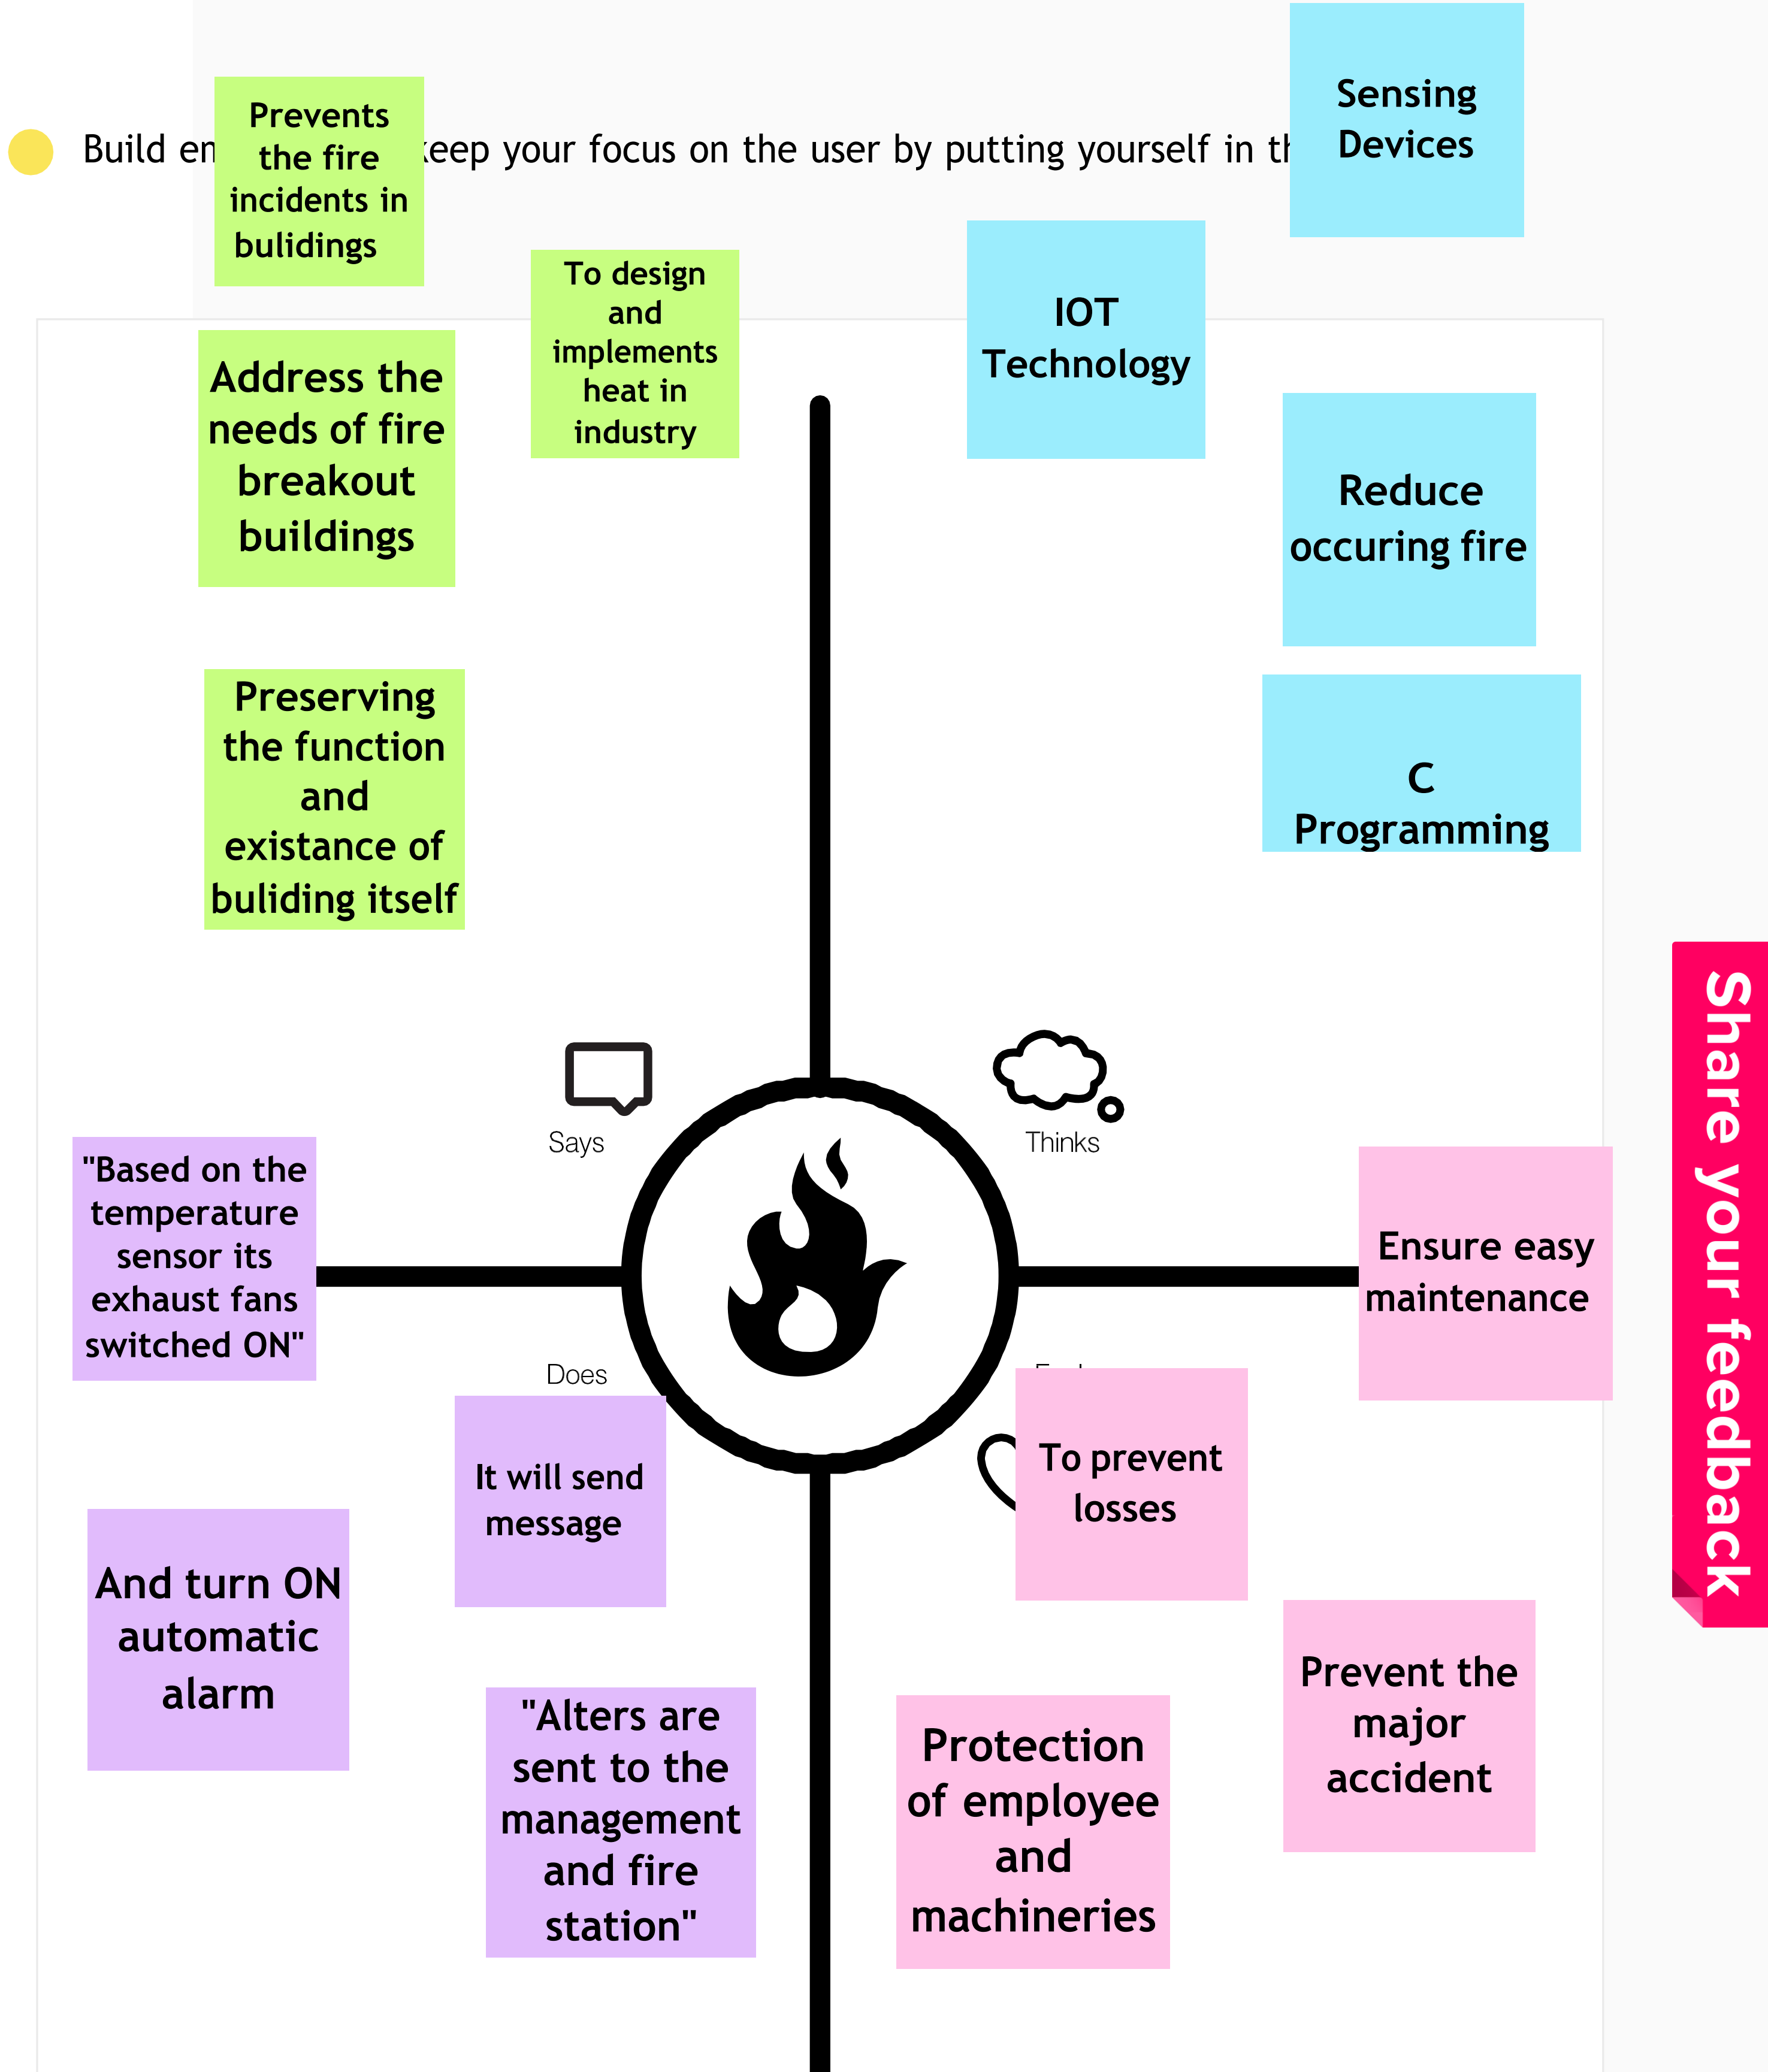 Sensing
Devices
Prevents
the fire
incidents in
bulidings
Build keep your focus on the user by putting yourself in
To design
and
implements
heat in
industry
IOT
Technology
Address the
needs of fire
breakout
buildings
Reduce
occuring fire
Preserving
the function
and
existance of
buliding itself
C
Programming
Says
Thinks
"Based on the
temperature
sensor its
exhaust fans
switched ON"
Ensure easy
maintenance
Does
It will send
message
To prevent
losses
And turn ON
automatic
alarm
"Alters are
sent to the
management
and fire
station"
Protection
of employee
and
machineries
Prevent the
major
accident
Share your feedback